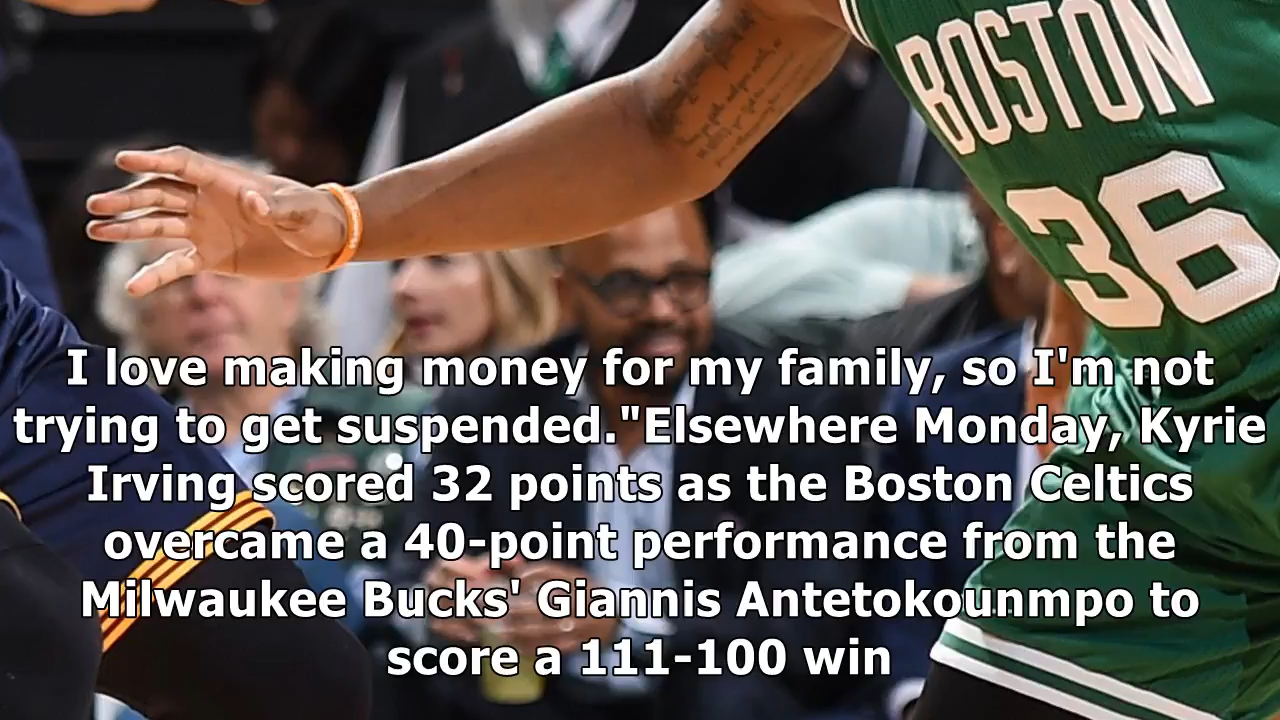 BOSTON
36
I love making money for my family, so I'm not
trying to get suspended."Elsewhere Monday, Kyrie
Irving scored 32 points as the Boston Celtics
overcame a 40-point performance from the
Milwaukee Bucks' Giannis Antetokounmpo to
score a 111-100 win